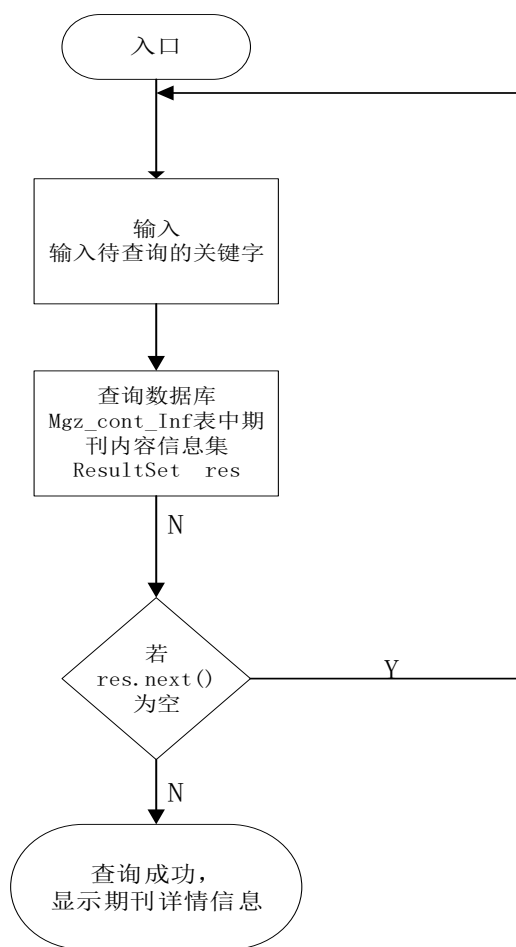 入口
输入
输入待查询的关键字
查询数据库
Mgz_cont_Inf表中期
刊内容信息集
ResultSet res
N
若
res.next()
为空
Y
N
查询成功，
显示期刊详情信息